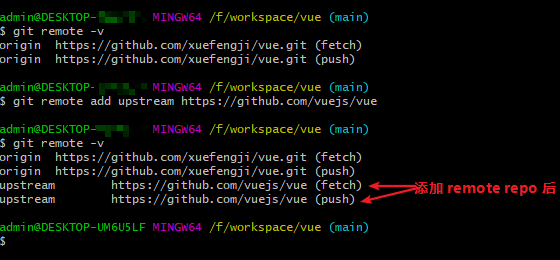 admin@DESKTOP- MINGW64 /f/workspace/vue (main)
$ git remote -v
origin  https://github.com/xuefengji/vue.git (fetch)
origin  https://github.com/xuefengji/vue.git (push)
admin@DESKTOP- MINGW64 /f/workspace/vue (main)
$ git remote add upstream https://github.com/vuejs/vue
admin@DESKTOP- MINGW64 /f/workspace/vue (main)
$ git remote -v
origin  https://github.com/xuefengji/vue.git (fetch)
origin  https://github.com/xuefengji/vue.git (push)
upstream        https://github.com/vuejs/vue (fetch)
upstream        https://github.com/vuejs/vue (push)
添加 remote repo 后
admin@DESKTOP-UM6U5LF MINGW64 /f/workspace/vue (main)
$